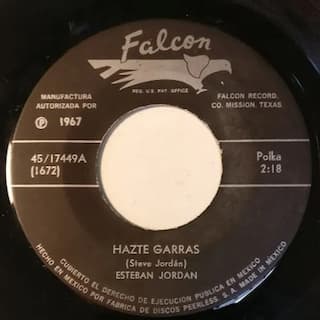 Falcon
REG. U.S. PAT. OFFICE
MANUFACTURA
AUTORIZADA POR
Ⓟ 1967
FALCON RECORD.
CO. MISSION, TEXAS
45/17449A
(1672)
Polka
2:18
HAZTE GARRAS
(Steve Jordán)
ESTEBAN JORDAN
CUBIERTO EL DERECHO DE EJECUCION PUBLICA EN MEXICO
HECHO EN MEXICO POR FABRICA DE DISCOS PEERLESS S.A. MADE IN MEXICO